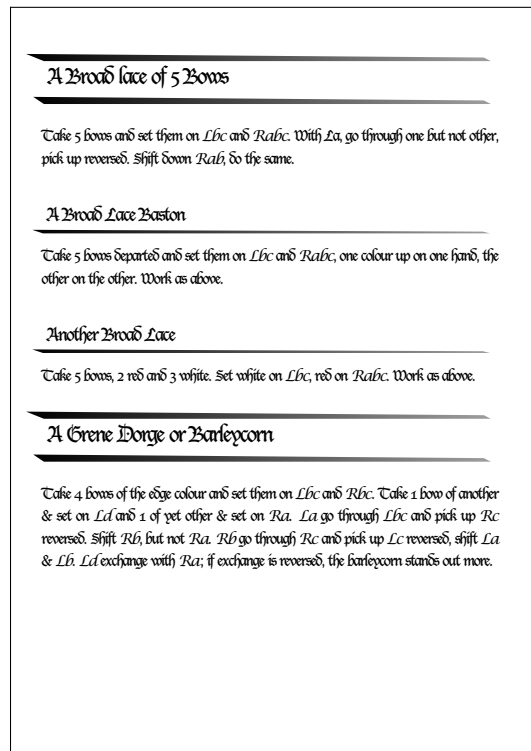 A Broad lace of 5 Bows
Take 5 bows and set them on Lbc and Rabc. With La, go through one but not other,
pick up reversed. Shift down Rab, do the same.
A Broad Lace Baston
Take 5 bows departed and set them on Lbc and Rabc, one colour up on one hand, the
other on the other. Work as above.
Another Broad Lace
Take 5 bows, 2 red and 3 white. Set white on Lbc, red on Rabc. Work as above.
A Grene Dorge or Barleycorn
Take 4 bows of the edge colour and set them on Lbc and Rbc. Take 1 bow of another
& set on Ld and 1 of yet other & set on Ra. La go through Lbc and pick up Rc
reversed. Shift Rb, but not Ra. Rb go through Rc and pick up Lc reversed, shift La
& Lb. Ld exchange with Ra; if exchange is reversed, the barleycorn stands out more.